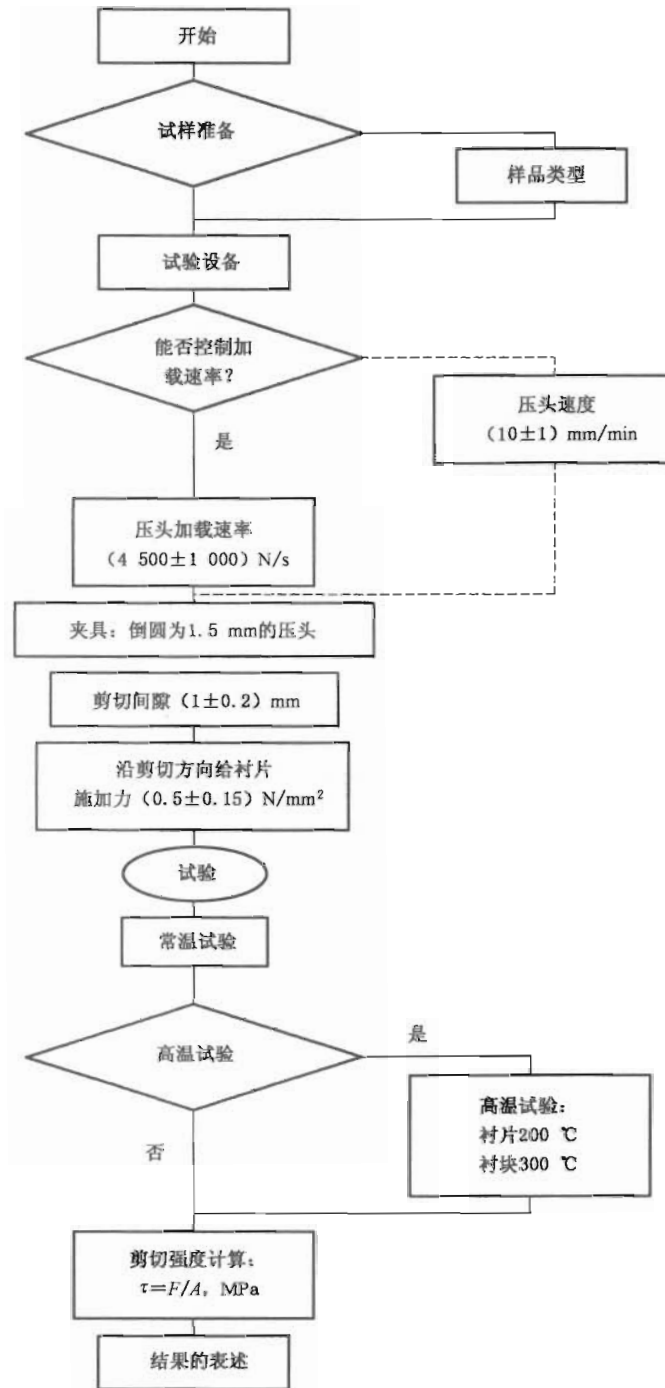 开始
试样准备
样品类型
试验设备
能否控制加
载速率?
压头速度
(10±1) mm/min
是
压头加载速率
(4 500±1 000) N/s
夹具：倒圆为1.5 mm的压头
剪切间隙 (1±0.2) mm
沿剪切方向给衬片
施加力 (0.5±0.15) N/mm²
试验
常温试验
是
高温试验
高温试验：
衬片200 ℃
衬块300 ℃
否
剪切强度计算：
τ=F/A, MPa
结果的表述